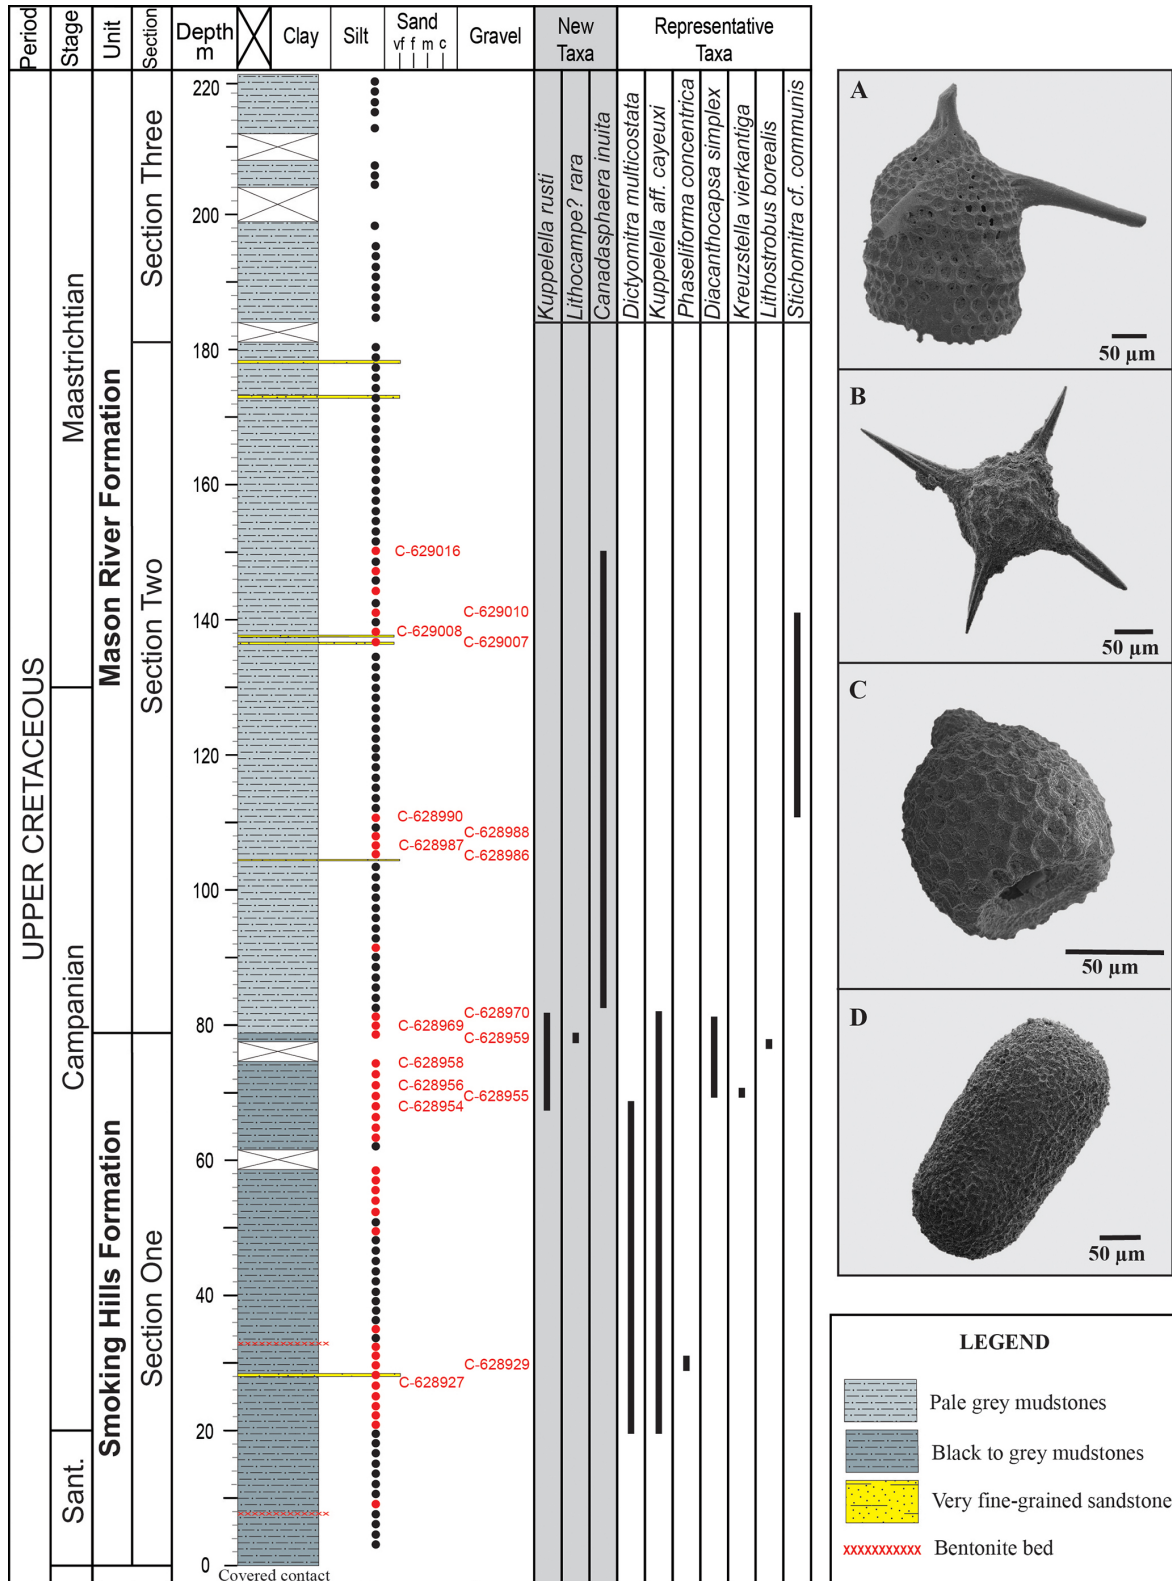 Period
Stage
Unit
Section
Depth
m
Clay
Silt
Sand
vf f m c
Gravel
New
Taxa
Representative
Taxa
Kuppelella rusti
Lithocampe? rara
Canadasphaera inuita
Dictyomitra multicostata
Kuppelella aff. cayeuxi
Phaseliforma concentrica
Diacanthocapsa simplex
Kreuzstella vierkantiga
Lithostrobus borealis
Stichomitra cf. communis
UPPER CRETACEOUS
Maastrichtian
Campanian
Sant.
Mason River Formation
Smoking Hills Formation
Section Three
Section Two
Section One
220
200
180
160
140
120
100
80
60
40
20
0
Covered contact
C-629016
C-629010
C-629008
C-629007
C-628990
C-628988
C-628987
C-628986
C-628970
C-628969
C-628959
C-628958
C-628956
C-628955
C-628954
C-628929
C-628927
A
50 µm
B
50 µm
C
50 µm
D
50 µm
LEGEND
Pale grey mudstones
Black to grey mudstones
Very fine-grained sandstone
xxxxxxxxxxx Bentonite bed